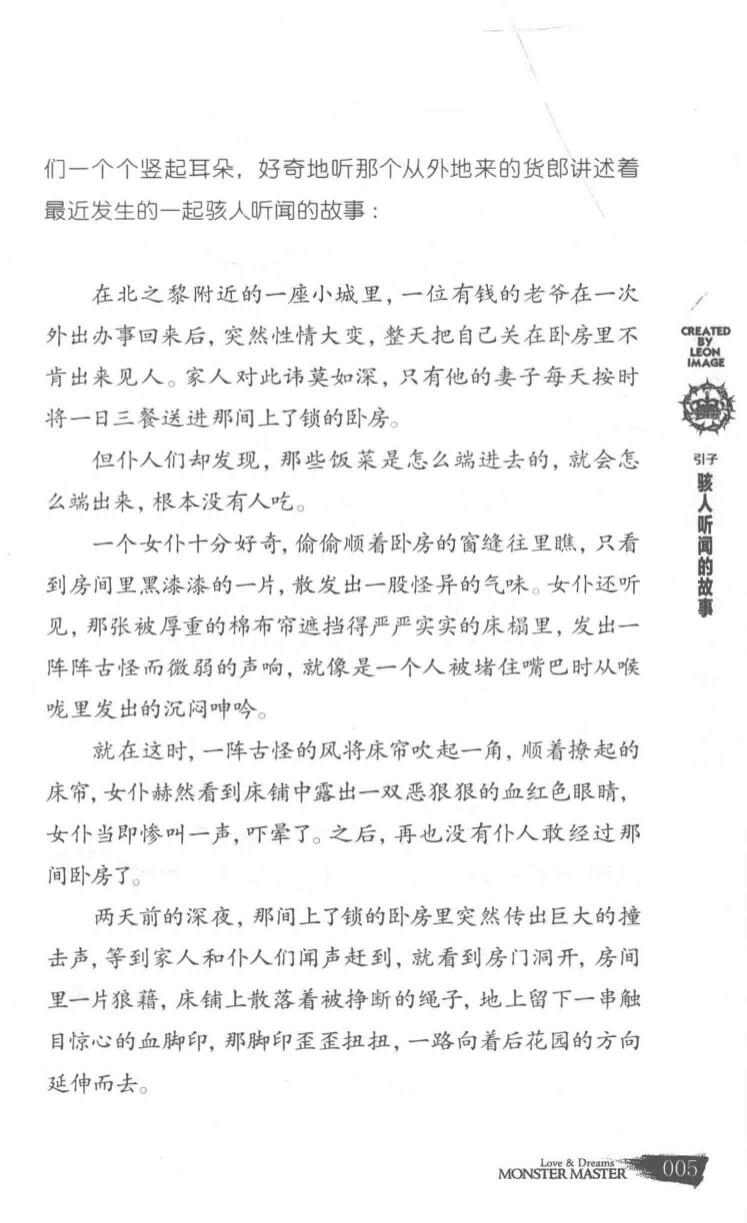 们一个个竖起耳朵，好奇地听那个从外地来的货郎讲述着
最近发生的一起骇人听闻的故事：
在北之黎附近的一座小城里，一位有钱的老爷在一次
外出办事回来后，突然性情大变，整天把自己关在卧房里不
肯出来见人。家人对此讳莫如深，只有他的妻子每天按时
将一日三餐送进那间上了锁的卧房。
但仆人们却发现，那些饭菜是怎么端进去的，就会怎
么端出来，根本没有人吃。
一个女仆十分好奇，偷偷顺着卧房的窗缝往里瞧，只看
到房间里黑漆漆的一片，散发出一股怪异的气味。女仆还听
见，那张被厚重的棉布帘遮挡得严严实实的床榻里，发出一
阵阵古怪而微弱的声响，就像是一个人被堵住嘴巴时从喉
咙里发出的沉闷呻吟。
就在这时，一阵古怪的风将床帘吹起一角，顺着撩起的
床帘，女仆赫然看到床铺中露出一双恶狠狠的血红色眼睛，
女仆当即惨叫一声，吓晕了。之后，再也没有仆人敢经过那
间卧房了。
两天前的深夜，那间上了锁的卧房里突然传出巨大的撞
击声，等到家人和仆人们闻声赶到，就看到房门洞开，房间
里一片狼藉，床铺上散落着被挣断的绳子，地上留下一串触
目惊心的血脚印，那脚印歪歪扭扭，一路向着后花园的方向
延伸而去。
CREATED
BY
LEON
IMAGE
引子
骇人听闻的故事
Love & Dreams
MONSTER MASTER
005